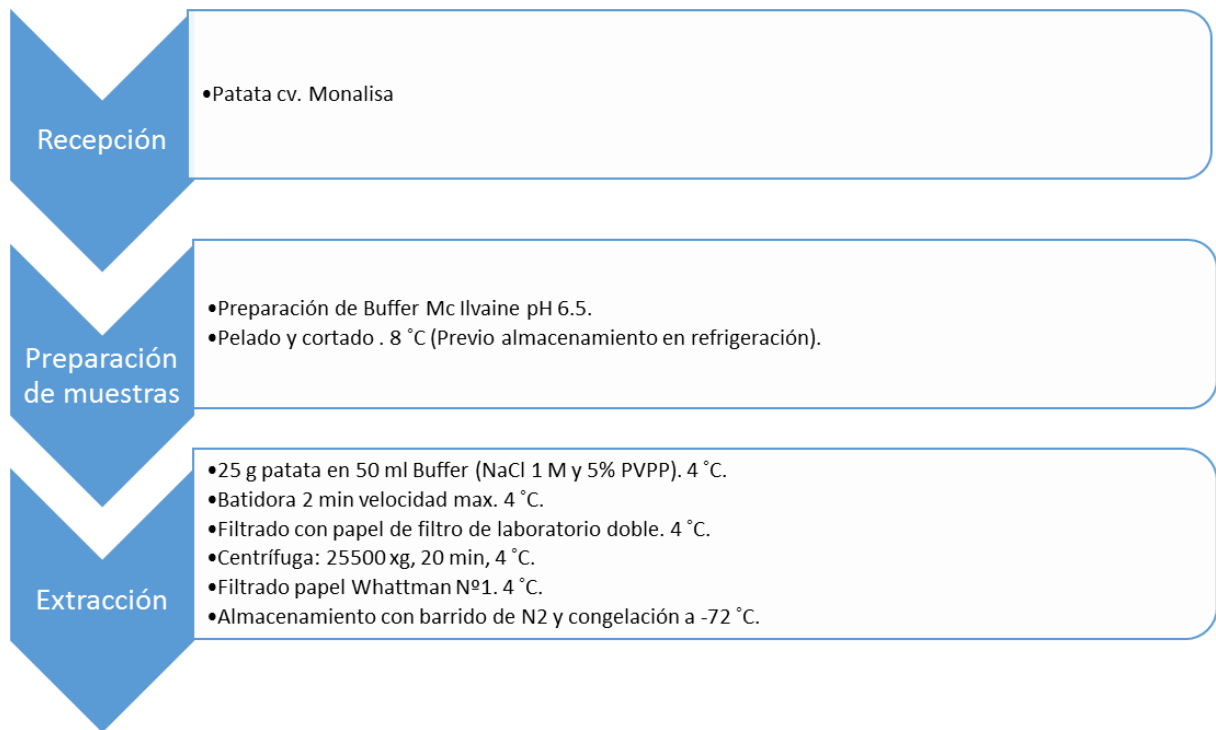 Recepción
•Patata cv. Monalisa
Preparación
de muestras
•Preparación de Buffer Mc Ilvaine pH 6.5.
•Pelado y cortado . 8 ˚C (Previo almacenamiento en refrigeración).
Extracción
•25 g patata en 50 ml Buffer (NaCl 1 M y 5% PVPP). 4 ˚C.
•Batidora 2 min velocidad max. 4 ˚C.
•Filtrado con papel de filtro de laboratorio doble. 4 ˚C.
•Centrífuga: 25500 xg, 20 min, 4 ˚C.
•Filtrado papel Whattman Nº1. 4 ˚C.
•Almacenamiento con barrido de N2 y congelación a -72 ˚C.